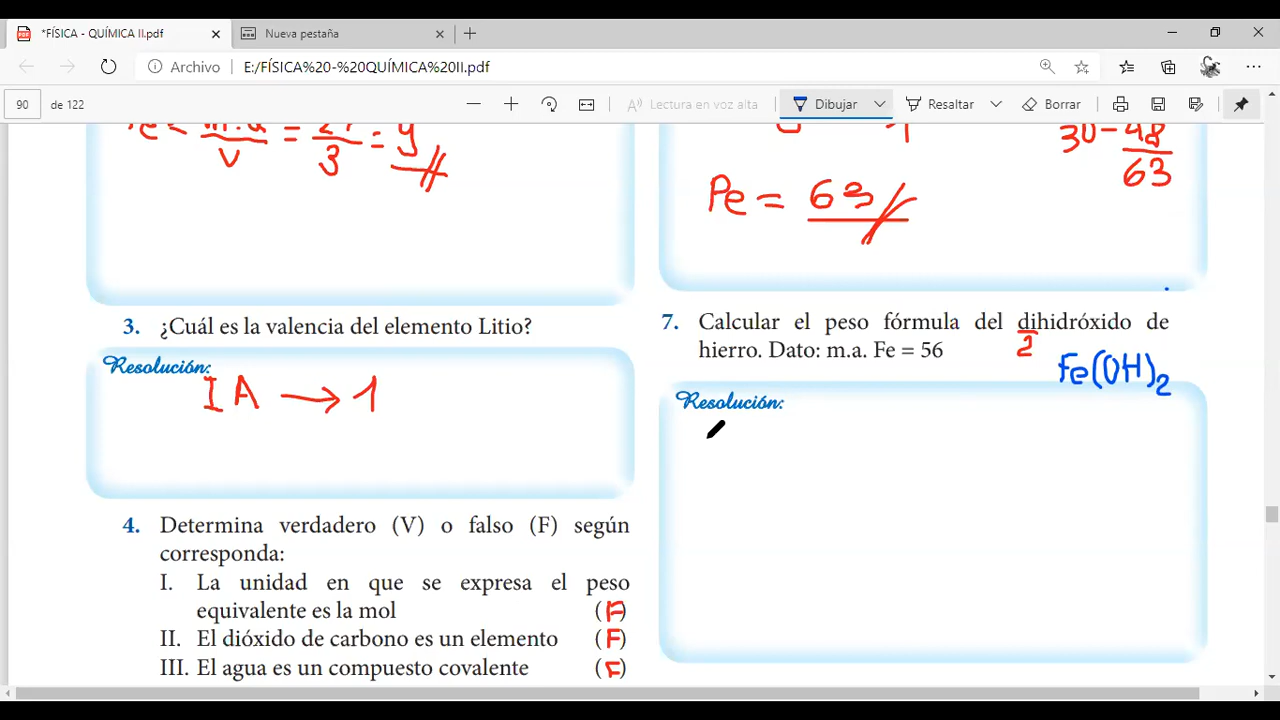 *FÍSICA - QUÍMICA II.pdf
Nueva pestaña
Archivo
E:/FÍSICA%20-%20QUÍMICA%20II.pdf
90 de 122
Lectura en voz alta
Dibujar
Resaltar
Borrar
= 27/3 = 9
V
30 - 48
63
Pe = 63
3. ¿Cuál es la valencia del elemento Litio?
Resolución:
IA → 1
4. Determina verdadero (V) o falso (F) según
corresponda:
I. La unidad en que se expresa el peso
equivalente es la mol (F)
II. El dióxido de carbono es un elemento (F)
III. El agua es un compuesto covalente (F)
7. Calcular el peso fórmula del dihidróxido de
hierro. Dato: m.a. Fe = 56
2
Fe(OH)2
Resolución: